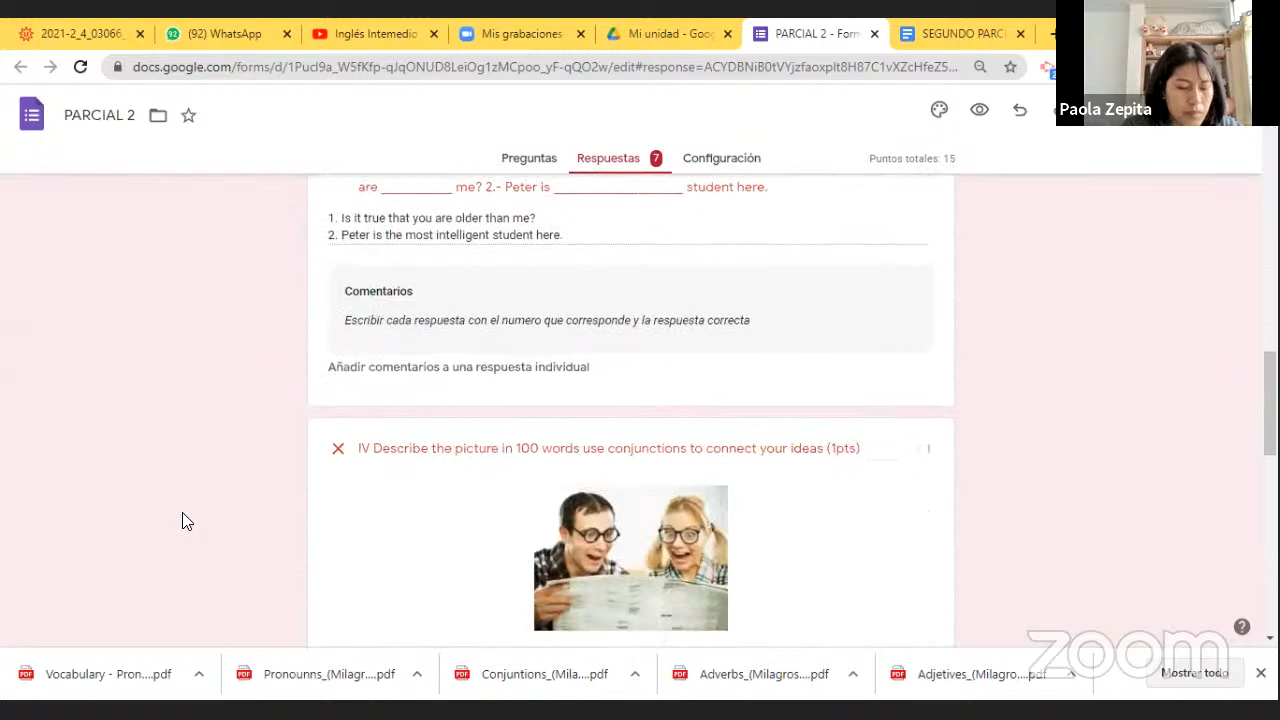 2021-2_4_03066_
(92) WhatsApp
Inglés Intermedio
Mis grabaciones
Mi unidad - Goog
PARCIAL 2 - Form
SEGUNDO PARC
docs.google.com/forms/d/1Pucl9a_W5fKfp-qJqONUD8LeiOg1zMCpoo_yF-qQO2w/edit#response=ACYDBNiB0tVYjzfaoxplt8H87C1vXZcHfeZ5...
Paola Zepita
PARCIAL 2
Preguntas
Respuestas
7
Configuración
Puntos totales: 15
are __________ me? 2.- Peter is __________________ student here.
1. Is it true that you are older than me?
2. Peter is the most intelligent student here.
Comentarios
Escribir cada respuesta con el numero que corresponde y la respuesta correcta
Añadir comentarios a una respuesta individual
IV Describe the picture in 100 words use conjunctions to connect your ideas (1pts)
zoom
Vocabulary - Pron....pdf
Pronounns_(Milagr....pdf
Conjuntions_(Mila....pdf
Adverbs_(Milagros....pdf
Adjetives_(Milagro....pdf
Mostrar todo